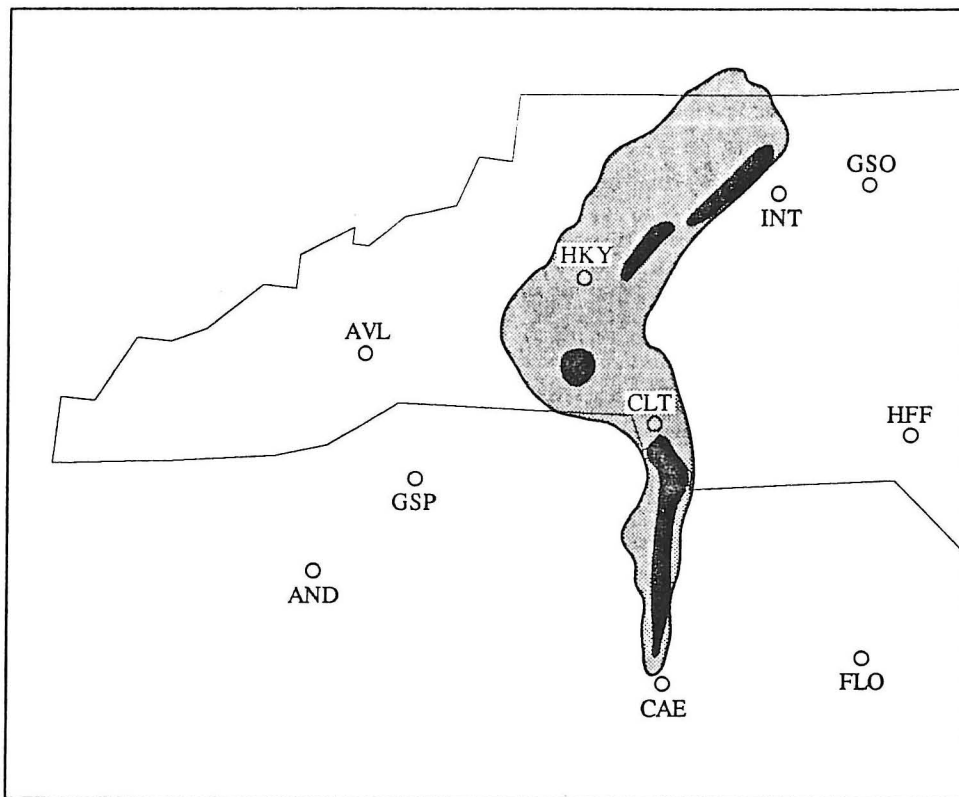 GSO
INT
HKY
AVL
CLT
HFF
GSP
AND
FLO
CAE